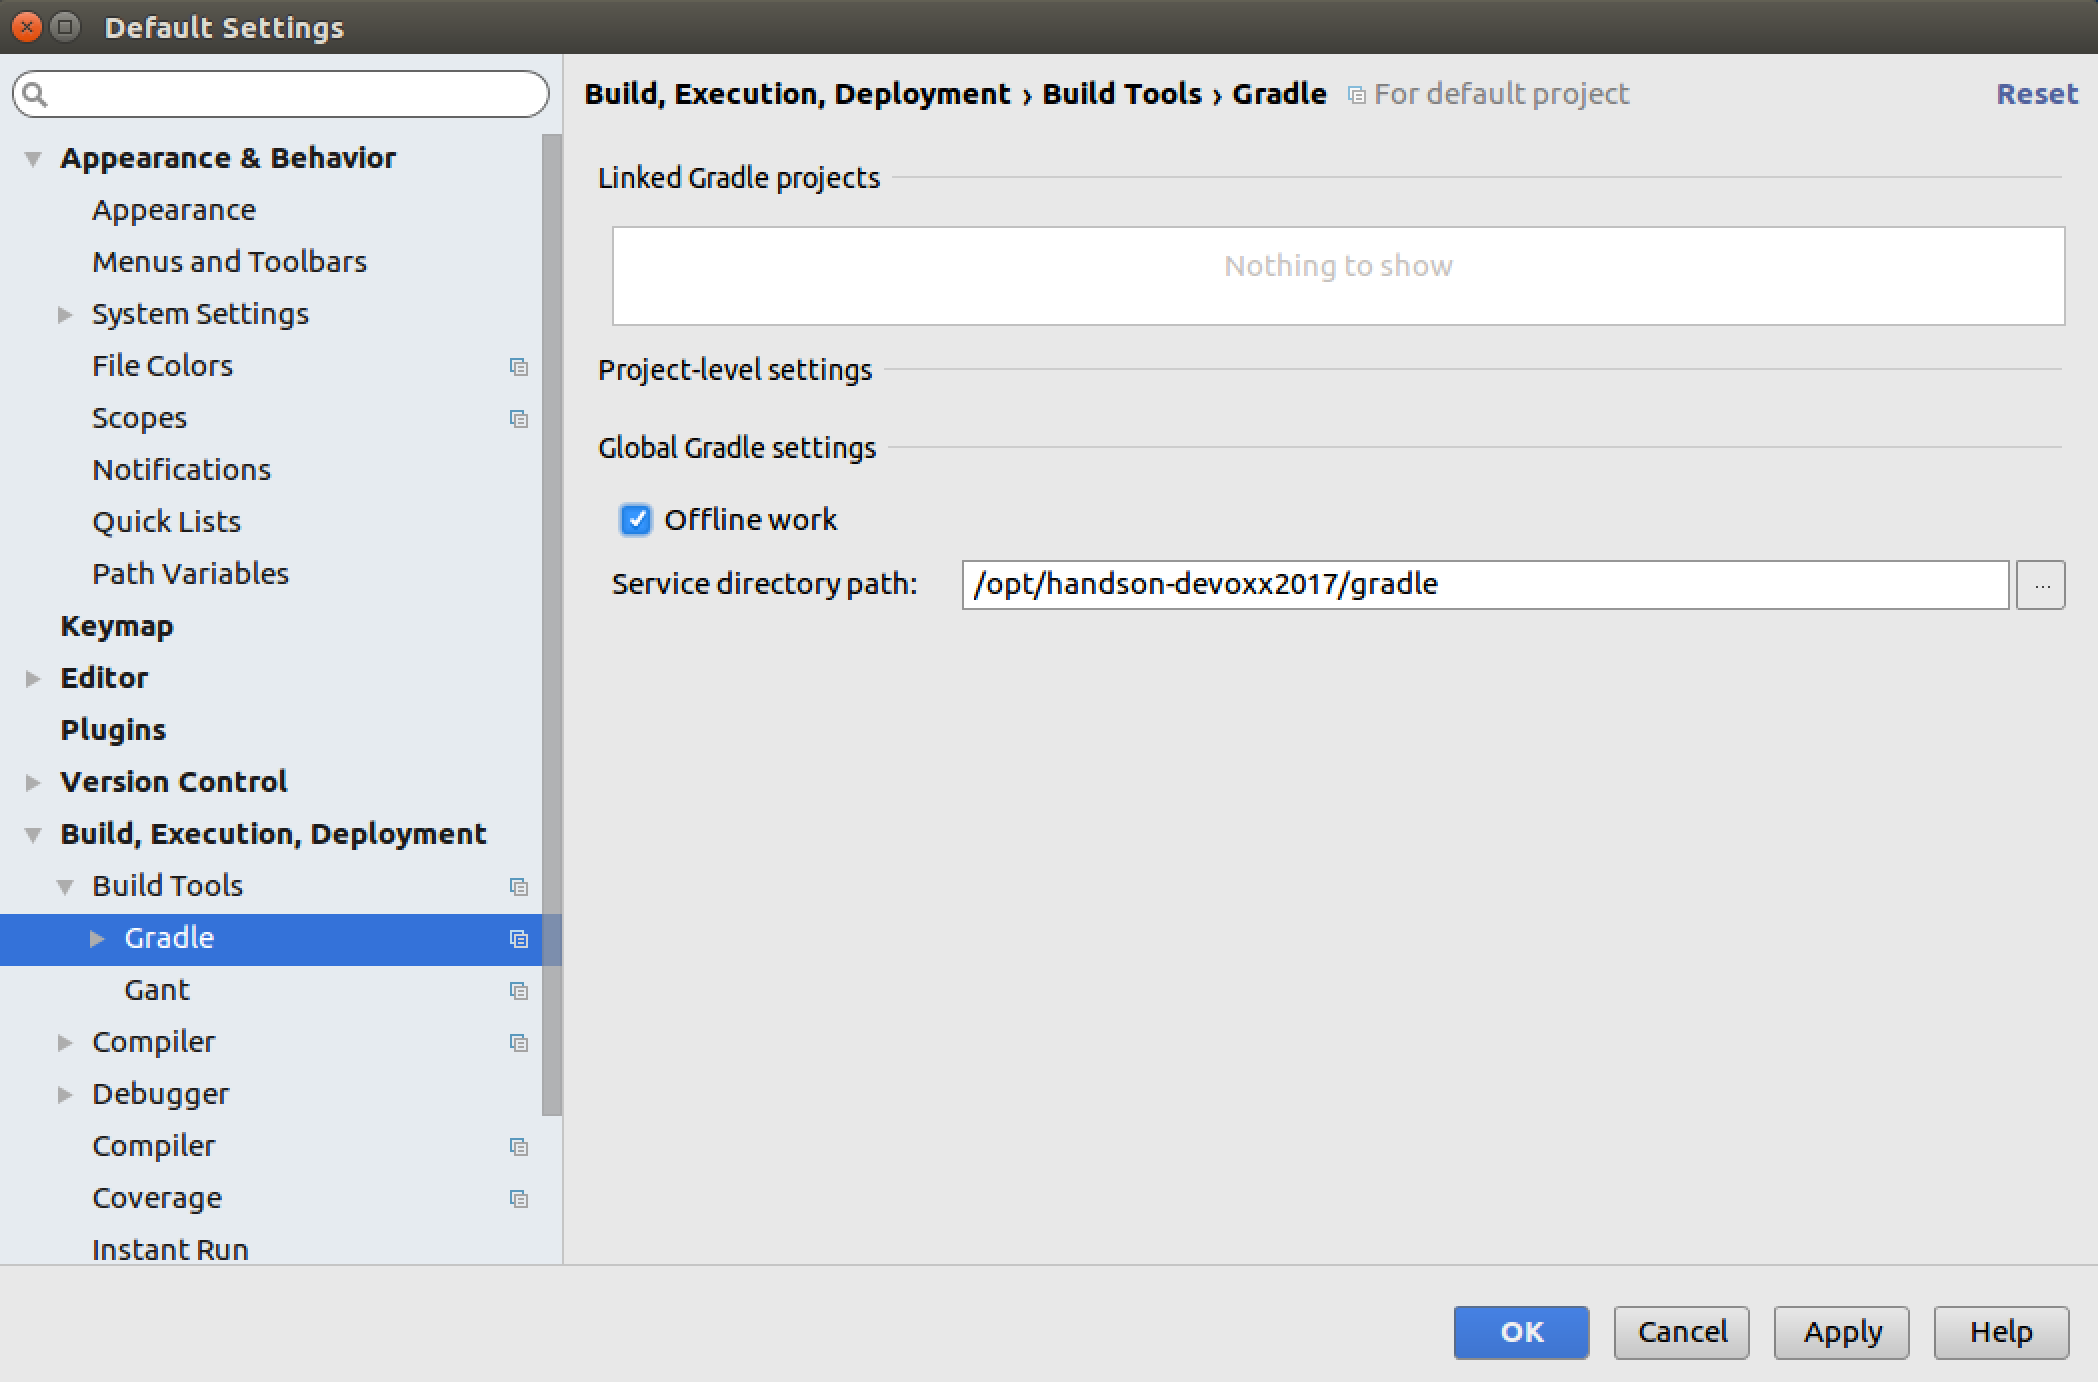 Default Settings
Build, Execution, Deployment › Build Tools › Gradle For default project Reset
Appearance & Behavior
Appearance
Menus and Toolbars
System Settings
File Colors
Scopes
Notifications
Quick Lists
Path Variables
Keymap
Editor
Plugins
Version Control
Build, Execution, Deployment
Build Tools
Gradle
Gant
Compiler
Debugger
Compiler
Coverage
Instant Run
Linked Gradle projects
Nothing to show
Project-level settings
Global Gradle settings
Offline work
Service directory path: /opt/handson-devoxx2017/gradle ...
OK Cancel Apply Help